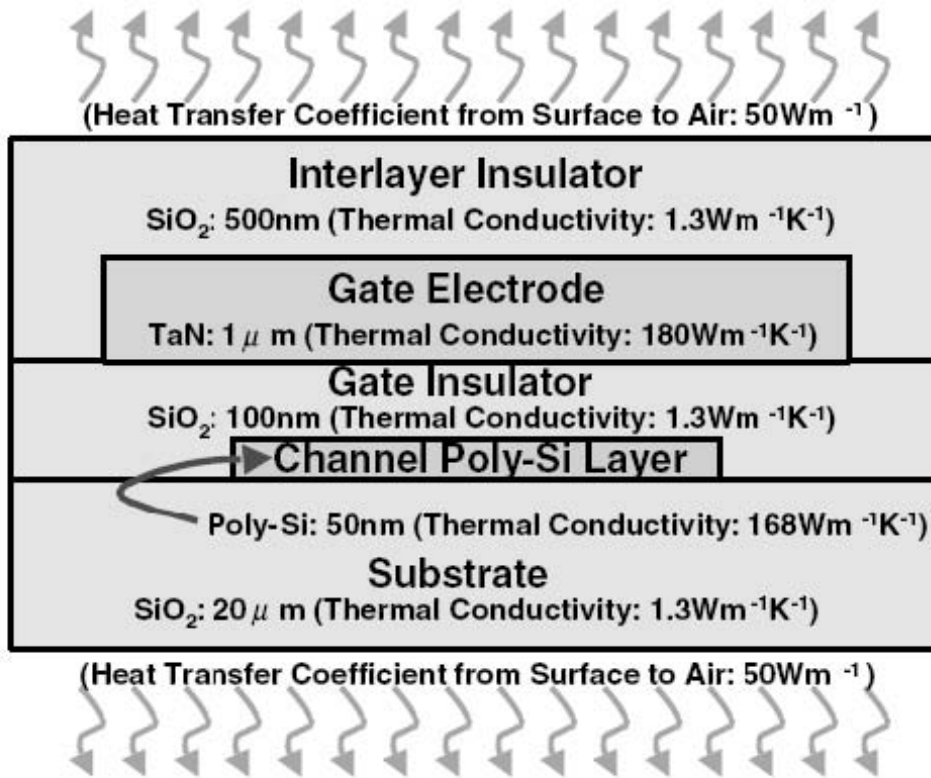 (Heat Transfer Coefficient from Surface to Air: 50Wm⁻¹)
Interlayer Insulator
SiO₂: 500nm (Thermal Conductivity: 1.3Wm⁻¹K⁻¹)
Gate Electrode
TaN: 1 μ m (Thermal Conductivity: 180Wm⁻¹K⁻¹)
Gate Insulator
SiO₂: 100nm (Thermal Conductivity: 1.3Wm⁻¹K⁻¹)
Channel Poly-Si Layer
Poly-Si: 50nm (Thermal Conductivity: 168Wm⁻¹K⁻¹)
Substrate
SiO₂: 20 μ m (Thermal Conductivity: 1.3Wm⁻¹K⁻¹)
(Heat Transfer Coefficient from Surface to Air: 50Wm⁻¹)